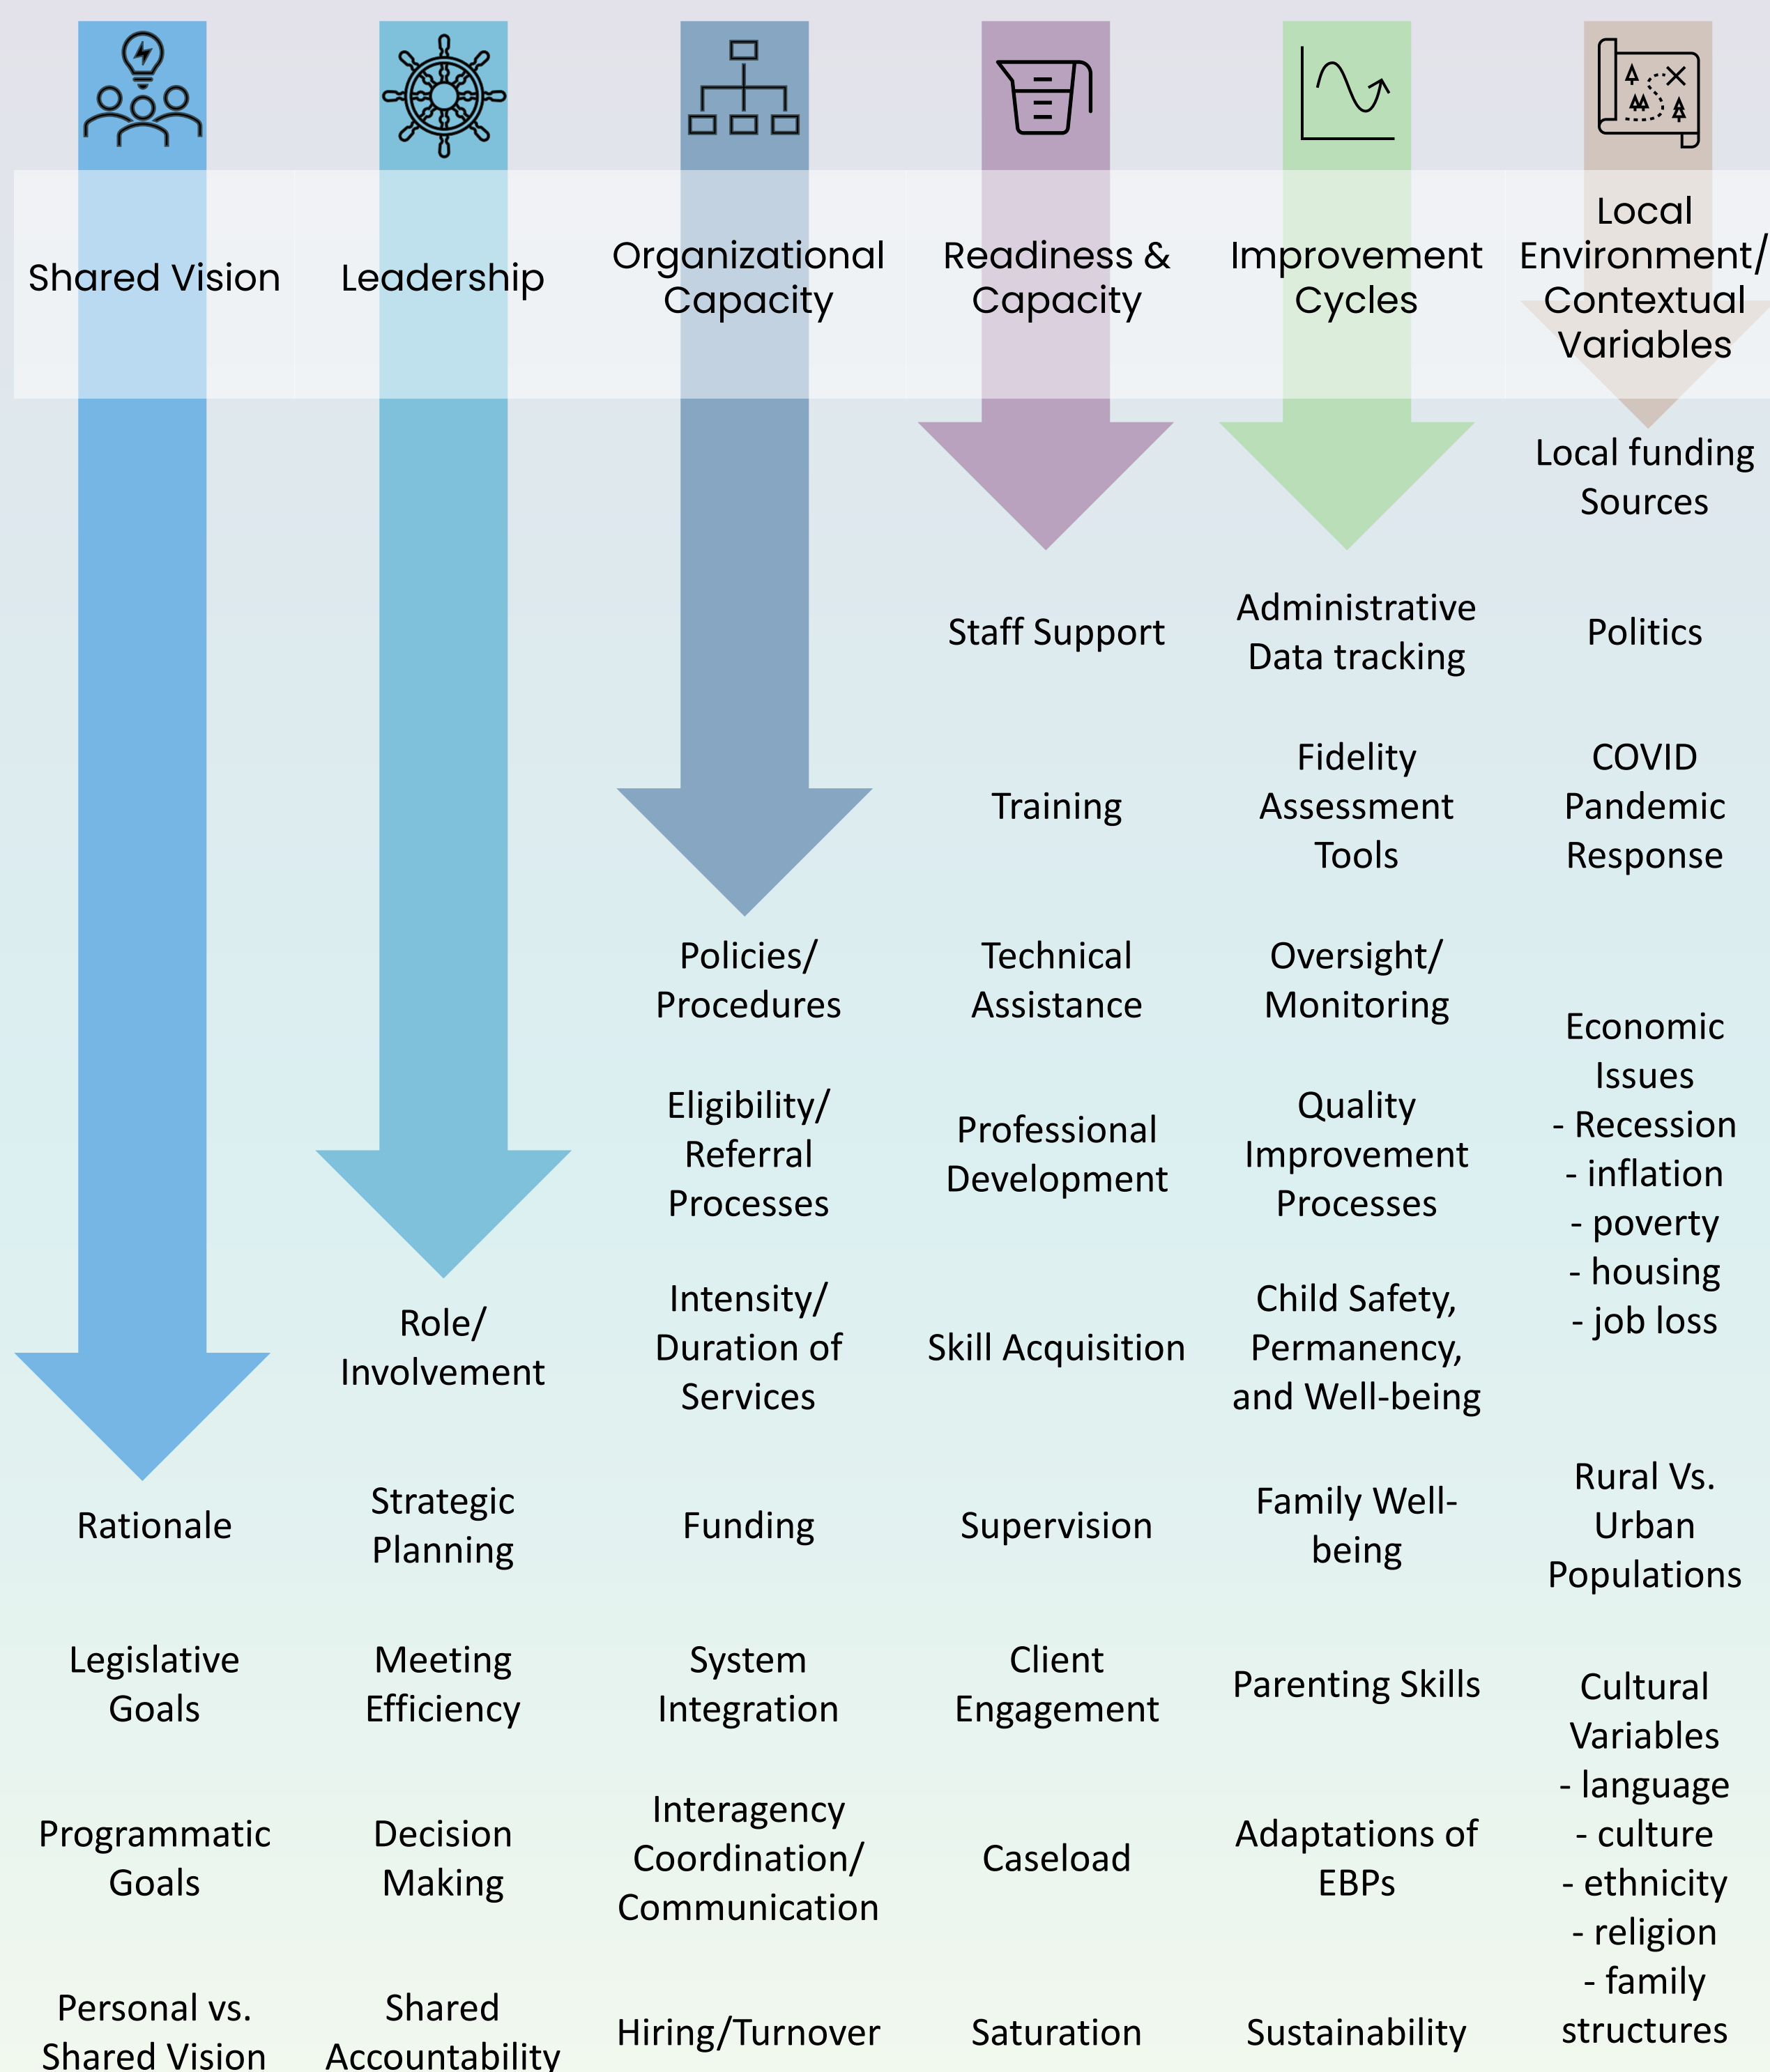 Shared Vision
Leadership
Organizational
Capacity
Readiness &
Capacity
Improvement
Cycles
Local
Environment/
Contextual
Variables
Rationale
Legislative
Goals
Programmatic
Goals
Personal vs.
Shared Vision
Role/
Involvement
Strategic
Planning
Meeting
Efficiency
Decision
Making
Shared
Accountability
Policies/
Procedures
Eligibility/
Referral
Processes
Intensity/
Duration of
Services
Funding
System
Integration
Interagency
Coordination/
Communication
Hiring/Turnover
Staff Support
Training
Technical
Assistance
Professional
Development
Skill Acquisition
Supervision
Client
Engagement
Caseload
Saturation
Administrative
Data tracking
Fidelity
Assessment
Tools
Oversight/
Monitoring
Quality
Improvement
Processes
Child Safety,
Permanency,
and Well-being
Family Well-
being
Parenting Skills
Adaptations of
EBPs
Sustainability
Local funding
Sources
Politics
COVID
Pandemic
Response
Economic
Issues
- Recession
- inflation
- poverty
- housing
- job loss
Rural Vs.
Urban
Populations
Cultural
Variables
- language
- culture
- ethnicity
- religion
- family
structures